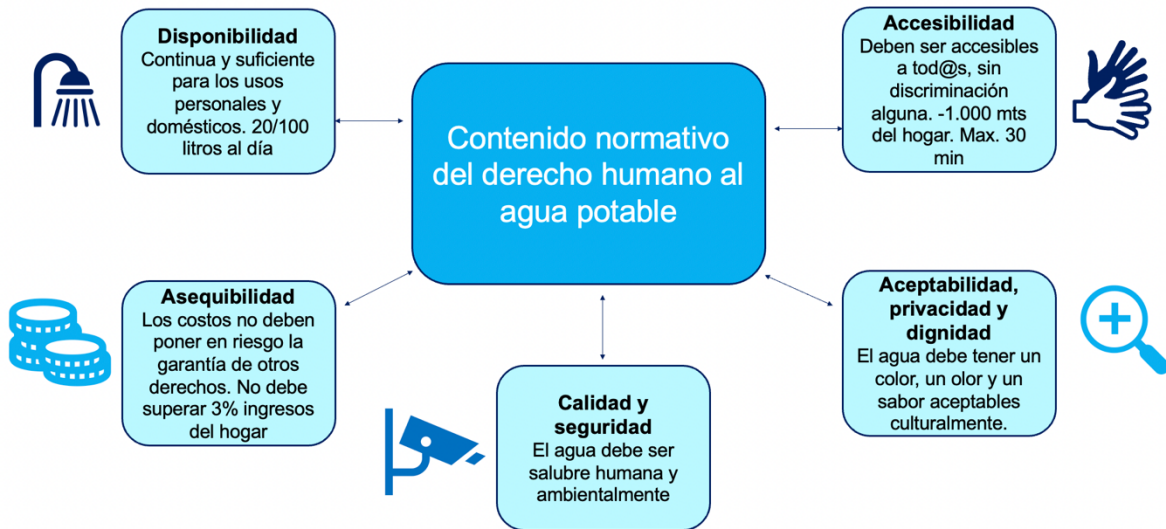 Disponibilidad
Continua y suficiente
para los usos
personales y
domésticos. 20/100
litros al día
Contenido normativo
del derecho humano al
agua potable
Accesibilidad
Deben ser accesibles
a tod@s, sin
discriminación
alguna. -1.000 mts
del hogar. Max. 30
min
Asequibilidad
Los costos no deben
poner en riesgo la
garantía de otros
derechos. No debe
superar 3% ingresos
del hogar
Calidad y
seguridad
El agua debe ser
salubre humana y
ambientalmente
Aceptabilidad,
privacidad y
dignidad
El agua debe tener un
color, un olor y un
sabor aceptables
culturalmente.